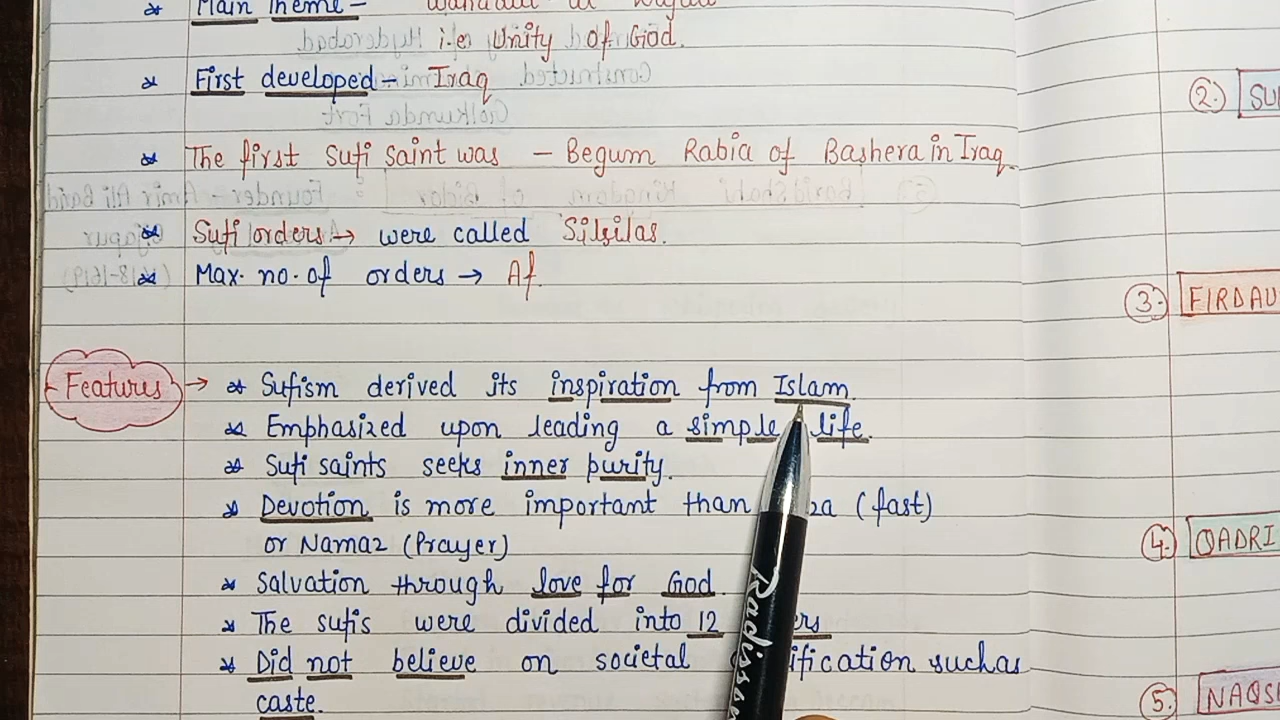 Main Theme –
i.e. Unity of God.
First developed – Iraq
The first Sufi Saint was – Begum Rabia of Bashera in Iraq.
Sufi orders → were called Silsilas.
Max. no. of orders → Af.
Features →
Sufism derived its inspiration from Islam.
Emphasized upon leading a simple life.
Sufi saints seeks inner purity.
Devotion is more important than (fast)
or Namaz (Prayer)
Salvation through love for God.
The sufis were divided into 12
Did not believe on societal such as
caste.
2.
3. FIRDAU
4. QADRI
5. NAQS
Radisson